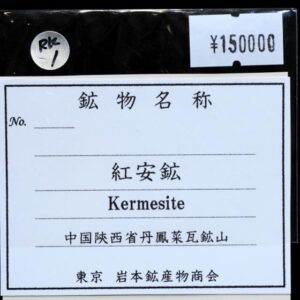 RK
-1
¥150000
鉱物名称
No.
紅安鉱
Kermesite
中国陝西省丹鳳菜瓦鉱山
東京 岩本鉱産物商会